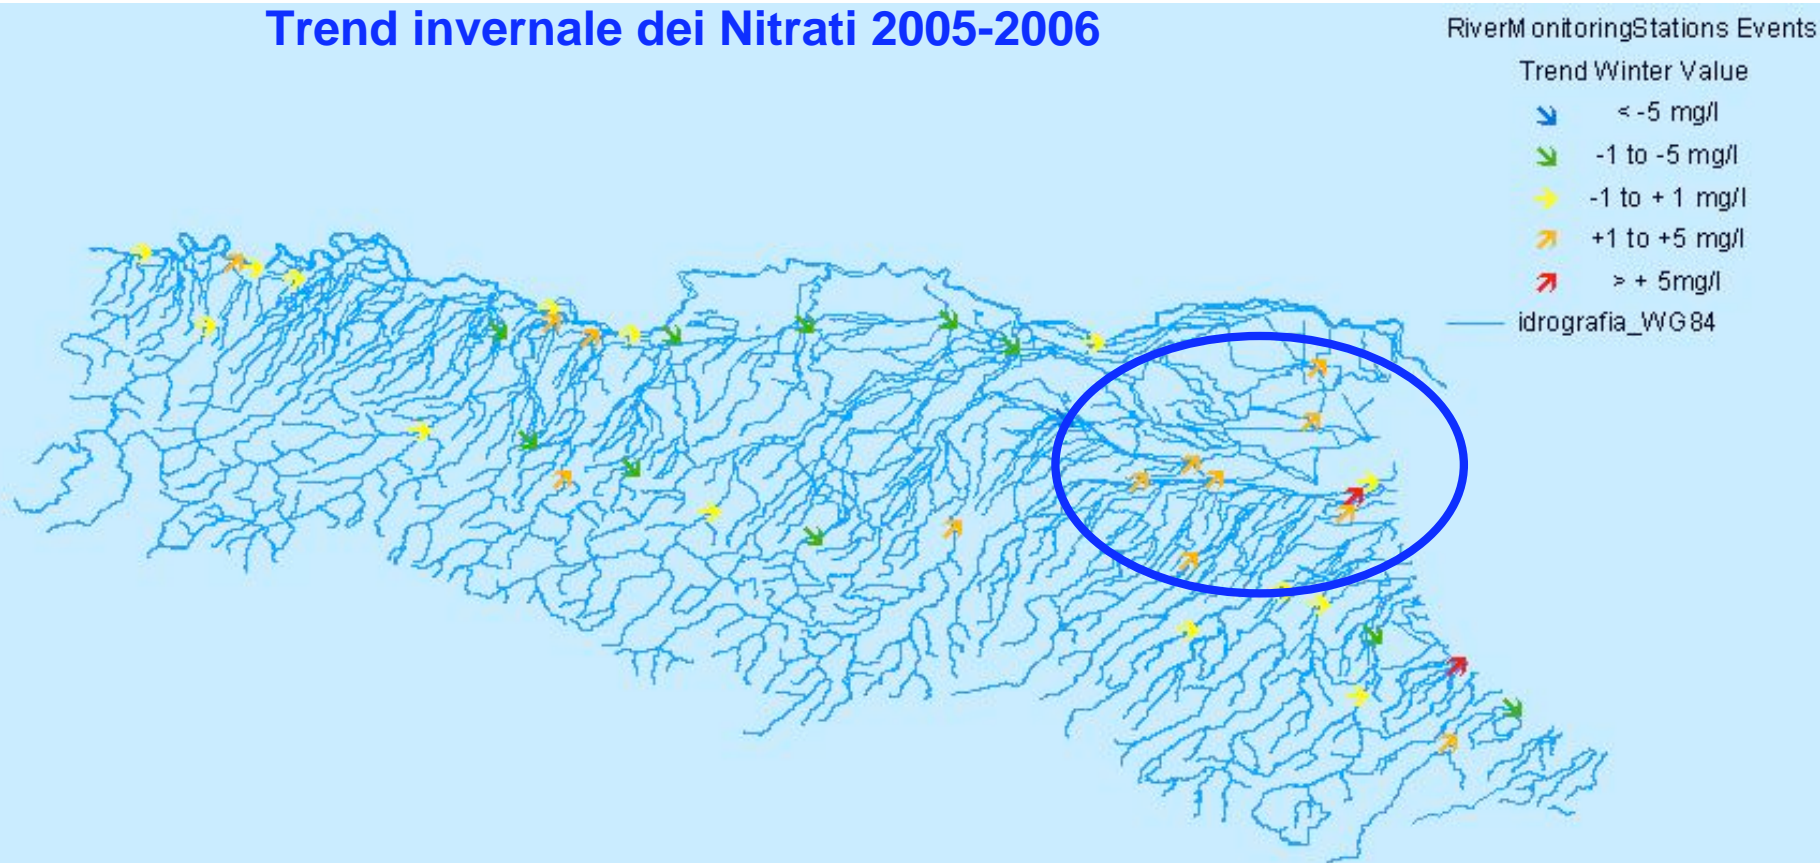 Trend invernale dei Nitrati 2005-2006
RiverMonitoringStations Events
Trend Winter Value
< -5 mg/l
-1 to -5 mg/l
-1 to + 1 mg/l
+1 to +5 mg/l
> + 5mg/l
idrografia_WG84